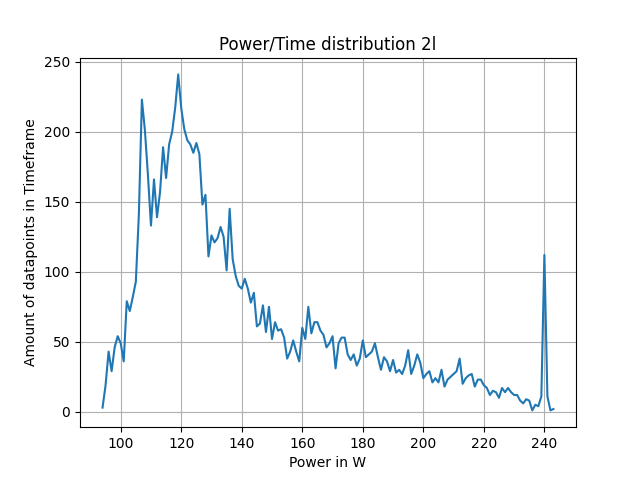 Power/Time distribution 2l
Amount of datapoints in Timeframe
250
200
150
100
50
0
100 120 140 160 180 200 220 240
Power in W